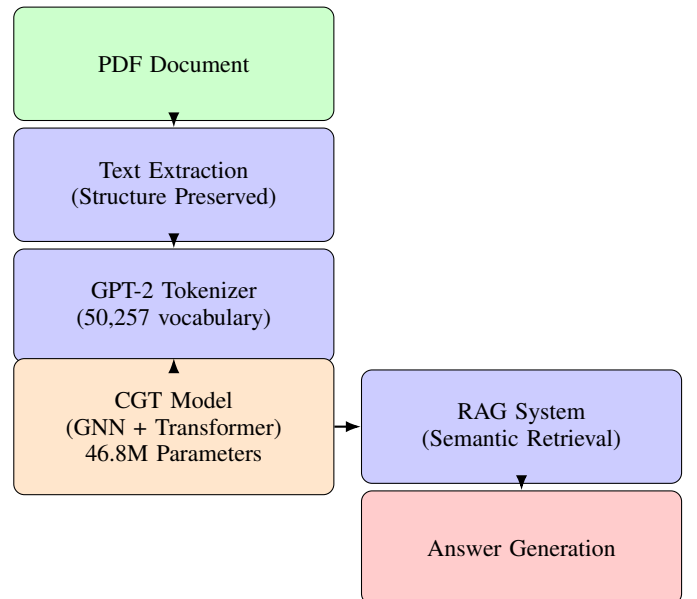 PDF Document
Text Extraction
(Structure Preserved)
GPT-2 Tokenizer
(50,257 vocabulary)
CGT Model
(GNN + Transformer)
46.8M Parameters
RAG System
(Semantic Retrieval)
Answer Generation